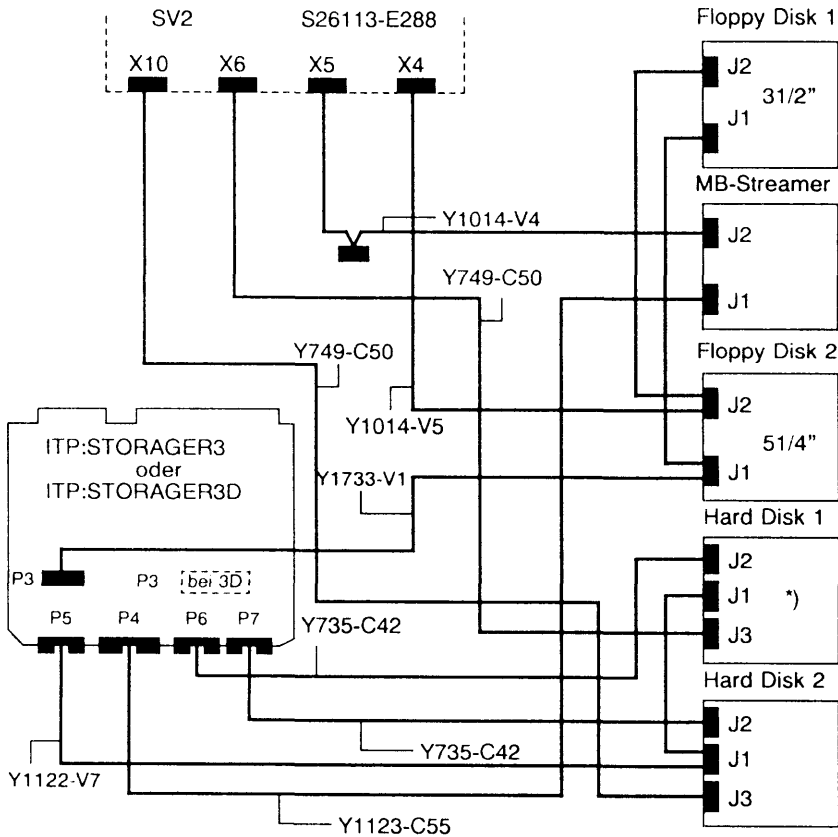 SV2 S26113-E288
X10 X6 X5 X4
Floppy Disk 1
J2
31/2”
J1
MB-Streamer
J2
J1
Y1014-V4
Y749-C50
Y749-C50
Y1014-V5
Floppy Disk 2
J2
51/4”
J1
Y1733-V1
ITP:STORAGER3
oder
ITP:STORAGER3D
P3 P3 bei 3D
P5 P4 P6 P7
Hard Disk 1
J2
J1 *)
J3
Y735-C42
Hard Disk 2
J2
J1
J3
Y735-C42
Y1122-V7
Y1123-C55